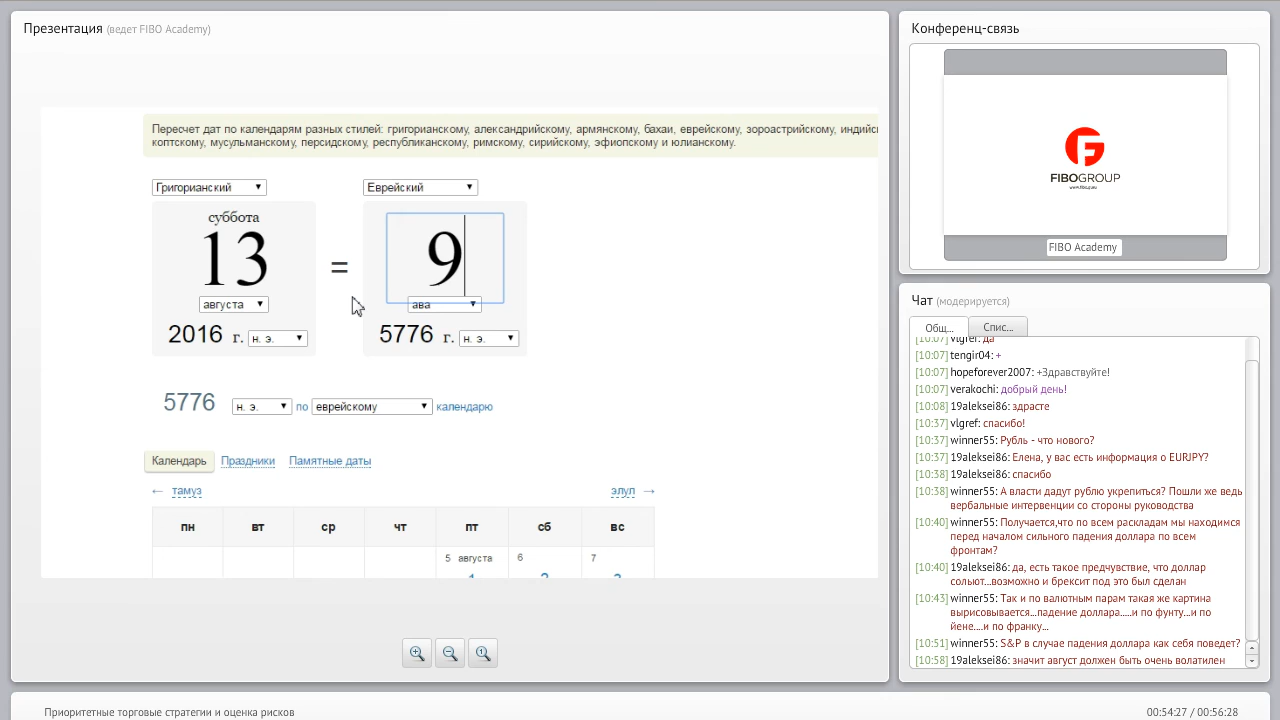 Презентация (ведет FIBO Academy)
Пересчет дат по календарям разных стилей: григорианскому, александрийскому, армянскому, бахаи, еврейскому, зороастрийскому, индийс
коптскому, мусульманскому, персидскому, республиканскому, римскому, сирийскому, эфиопскому и юлианскому.
Григорианский
Еврейский
суббота
13
=
9
августа
ава
2016 г. н. э.
5776 г. н. э.
5776 н. э. по еврейскому календарю
Календарь Праздники Памятные даты
← тамуз
элул →
пн вт ср чт пт сб вс
5 августа 6 7
Приоритетные торговые стратегии и оценка рисков
Конференц-связь
FIBOGROUP
FIBO Academy
Чат (модерируется)
Общ... Спис...
[10:07] vlgref: да
[10:07] tengir04: +
[10:07] hopeforever2007: +Здравствуйте!
[10:07] verakochi: добрый день!
[10:08] 19aleksei86: здрасте
[10:37] vlgref: спасибо!
[10:37] winner55: Рубль - что нового?
[10:37] 19aleksei86: Елена, у вас есть информация о EURJPY?
[10:38] 19aleksei86: спасибо
[10:38] winner55: А власти дадут рублю укрепиться? Пошли же ведь
вербальные интервенции со стороны руководства
[10:40] winner55: Получается,что по всем раскладам мы находимся
перед началом сильного падения доллара по всем
фронтам?
[10:40] 19aleksei86: да, есть такое предчувствие, что доллар
сольют...возможно и брексит под это был сделан
[10:43] winner55: Так и по валютным парам такая же картина
вырисовывается...падение доллара.....и по фунту...и по
йене....и по франку...
[10:51] winner55: S&P в случае падения доллара как себя поведет?
[10:58] 19aleksei86: значит август должен быть очень волатилен
00:54:27 / 00:56:28